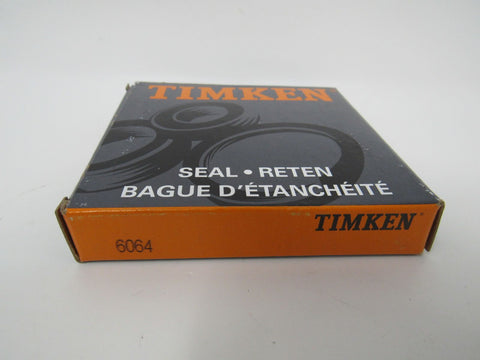 TIMKEN
SEAL • RETEN
BAGUE D'ÉTANCHÉITÉ
TIMKEN
6064